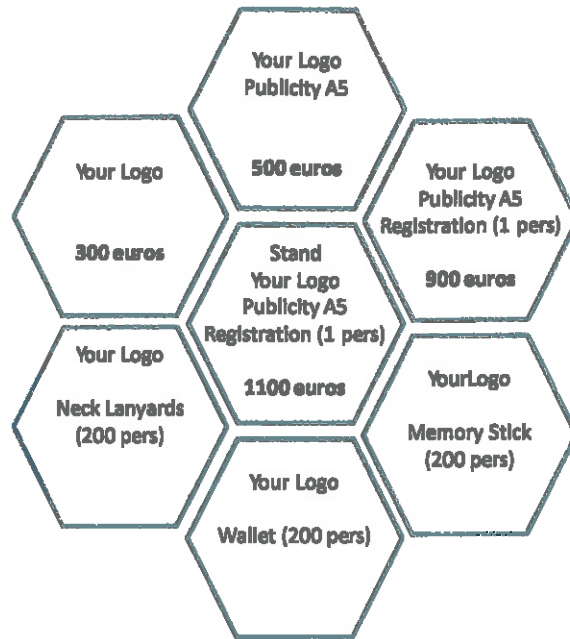 Your Logo
Publicity A5
500 euros
Your Logo
300 euros
Your Logo
Publicity A5
Registration (1 pers)
900 euros
Stand
Your Logo
Publicity A5
Registration (1 pers)
1100 euros
Your Logo
Neck Lanyards
(200 pers)
YourLogo
Memory Stick
(200 pers)
Your Logo
Wallet (200 pers)